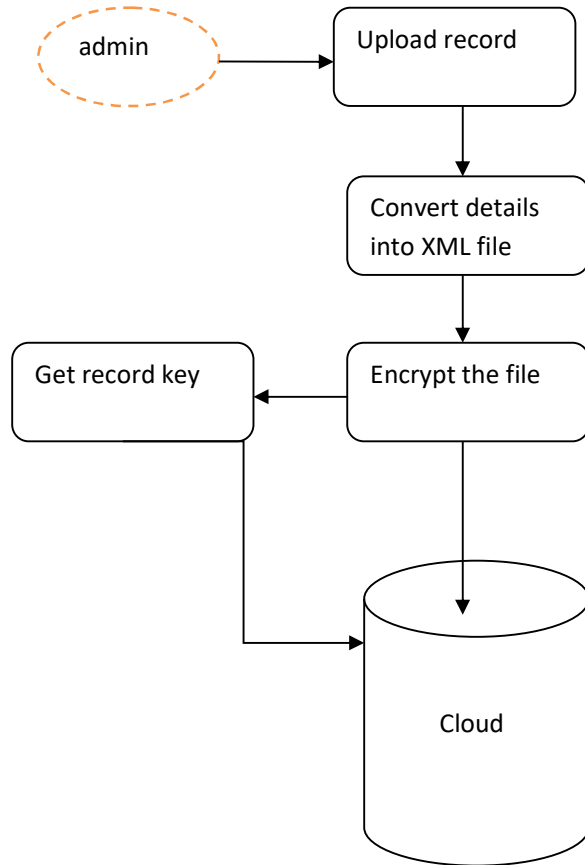 admin
Upload record
Convert details
into XML file
Get record key
Encrypt the file
Cloud